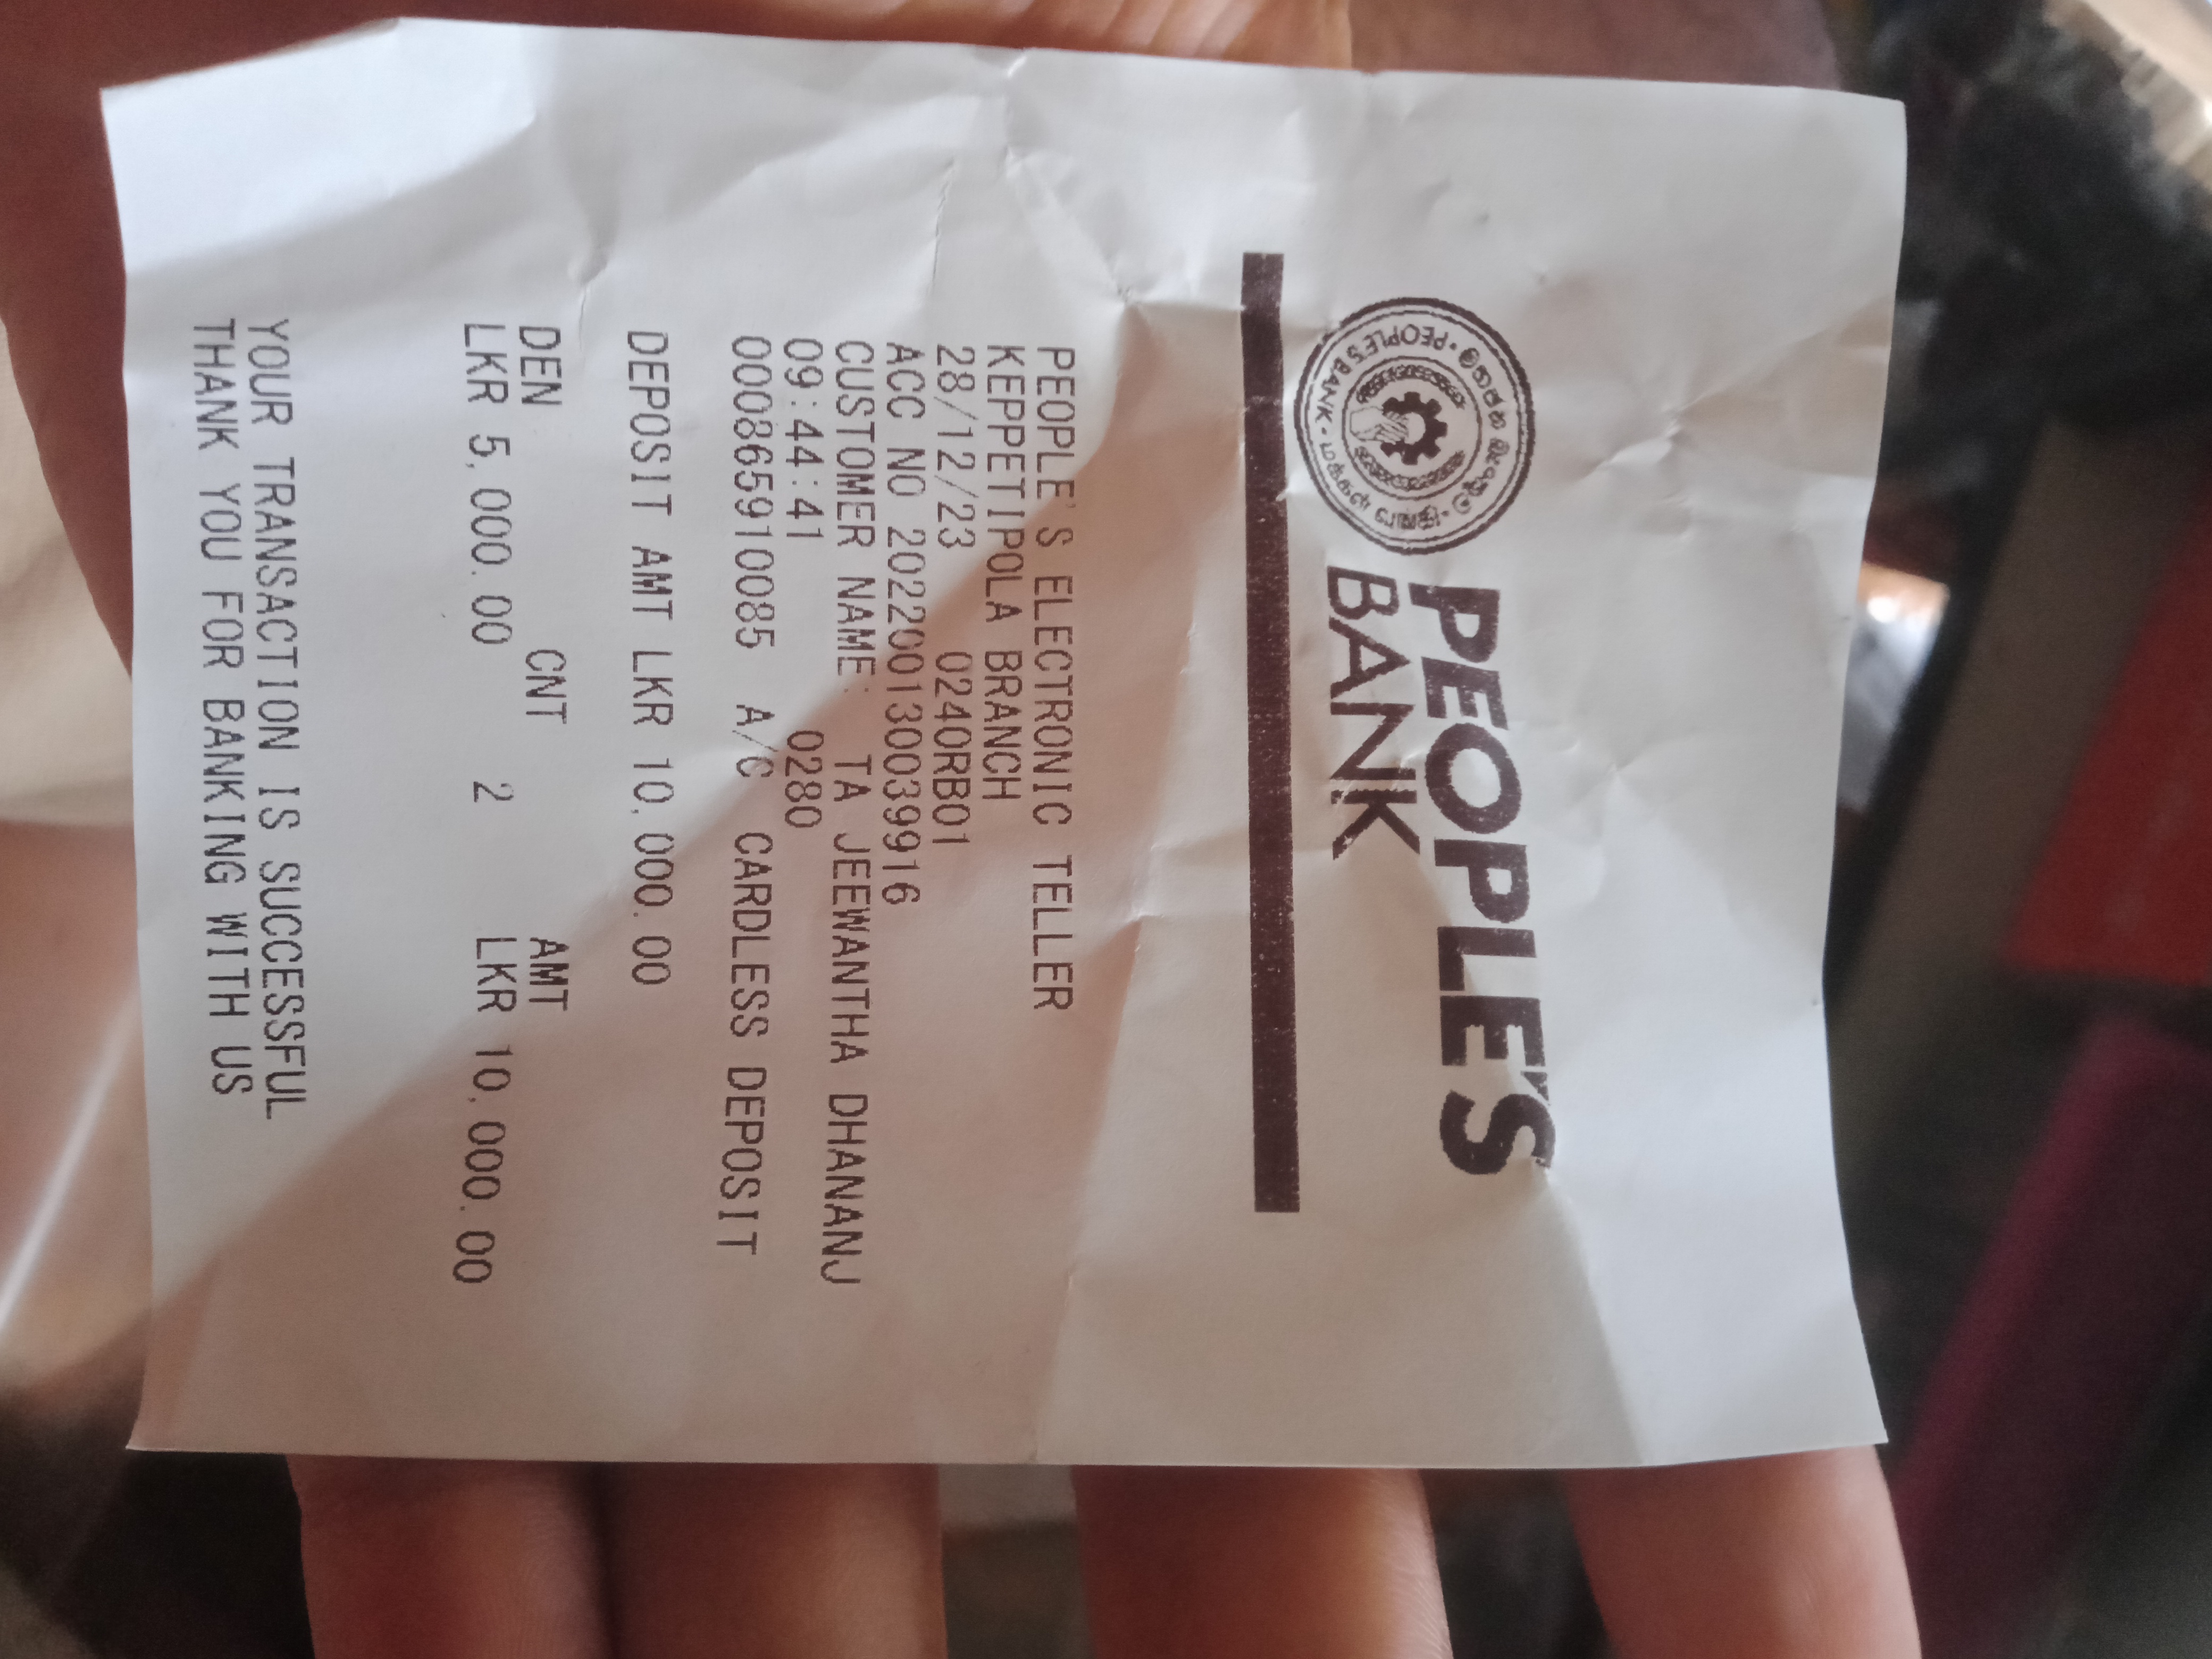 PEOPLE'S
BANK
PEOPLE'S BANK
PEOPLE'S ELECTRONIC TELLER
KEPPETIPOLA BRANCH
28/12/23 0240RB01
ACC NO 202200130039916
CUSTOMER NAME: TA JEEWANTHA DHANANJ
09:44:41 0280
000865910085 A/C CARDLESS DEPOSIT
DEPOSIT AMT LKR 10,000.00
DEN CNT AMT
LKR 5,000.00 2 LKR 10,000.00
YOUR TRANSACTION IS SUCCESSFUL
THANK YOU FOR BANKING WITH US